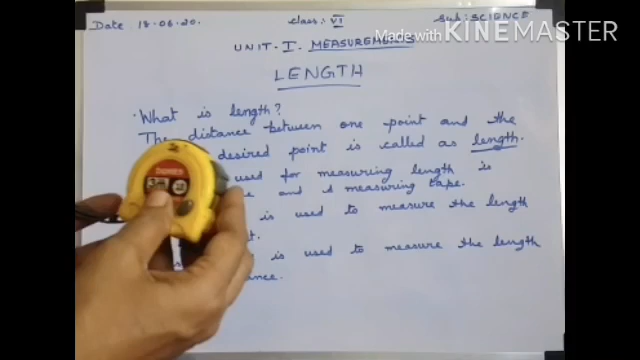 Date : 18.06.20.
Class : VI
Sub : SCIENCE
Made with KINEMASTER
UNIT - I. MEASUREMENTS
LENGTH
What is length?
The distance between one point and the
desired point is called as length.
used for measuring length is
and a measuring tape.
is used to measure the length
is used to measure the length
3m